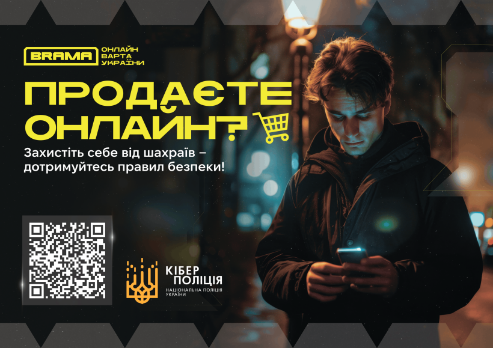 BRAMA
ОНЛАЙН
ВАРТА
УКРАЇНИ
ПРОДАЄТЕ
ОНЛАЙН?
Захистіть себе від шахраїв –
дотримуйтесь правил безпеки!
КІБЕР
ПОЛІЦІЯ
НАЦІОНАЛЬНА ПОЛІЦІЯ
УКРАЇНИ